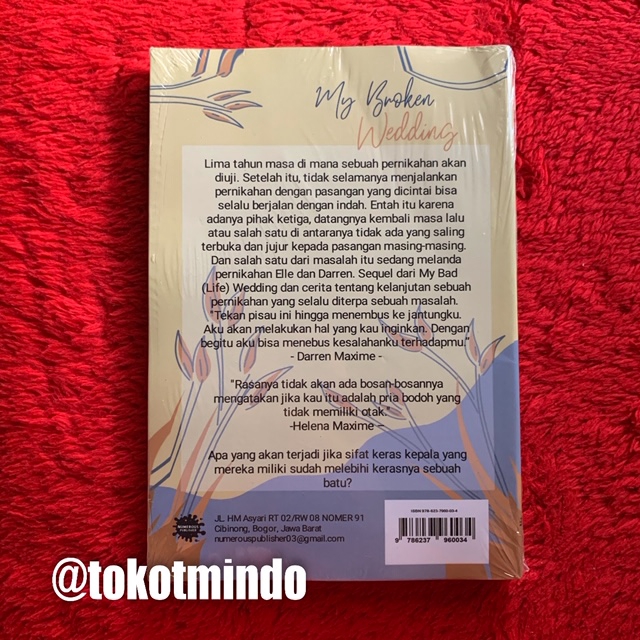 My Broken
Wedding
Lima tahun masa di mana sebuah pernikahan akan
diuji. Setelah itu, tidak selamanya menjalankan
pernikahan dengan pasangan yang dicintai bisa
selalu berjalan dengan indah. Entah itu karena
adanya pihak ketiga, datangnya kembali masa lalu
atau salah satu di antaranya tidak ada yang saling
terbuka dan jujur kepada pasangan masing-masing.
Dan salah satu dari masalah itu sedang melanda
pernikahan Elle dan Darren. Sequel dari My Bad
(Life) Wedding dan cerita tentang kelanjutan sebuah
pernikahan yang selalu diterpa sebuah masalah.
"Tekan pisau ini hingga menembus ke jantungku.
Aku akan melakukan hal yang kau inginkan. Dengan
begitu aku bisa menebus kesalahanku terhadapmu."
- Darren Maxime -
"Rasanya tidak akan ada bosan-bosannya
mengatakan jika kau itu adalah pria bodoh yang
tidak memiliki otak."
-Helena Maxime –
Apa yang akan terjadi jika sifat keras kepala yang
mereka miliki sudah melebihi kerasnya sebuah
batu?
NUMEROUS
JL. HM Asyari RT 02/RW 08 NOMER 91
Cibinong, Bogor, Jawa Barat
numerouspublisher03@gmail.com
ISBN 978-623-7960-03-4
9 786237 960034
@tokotmindo